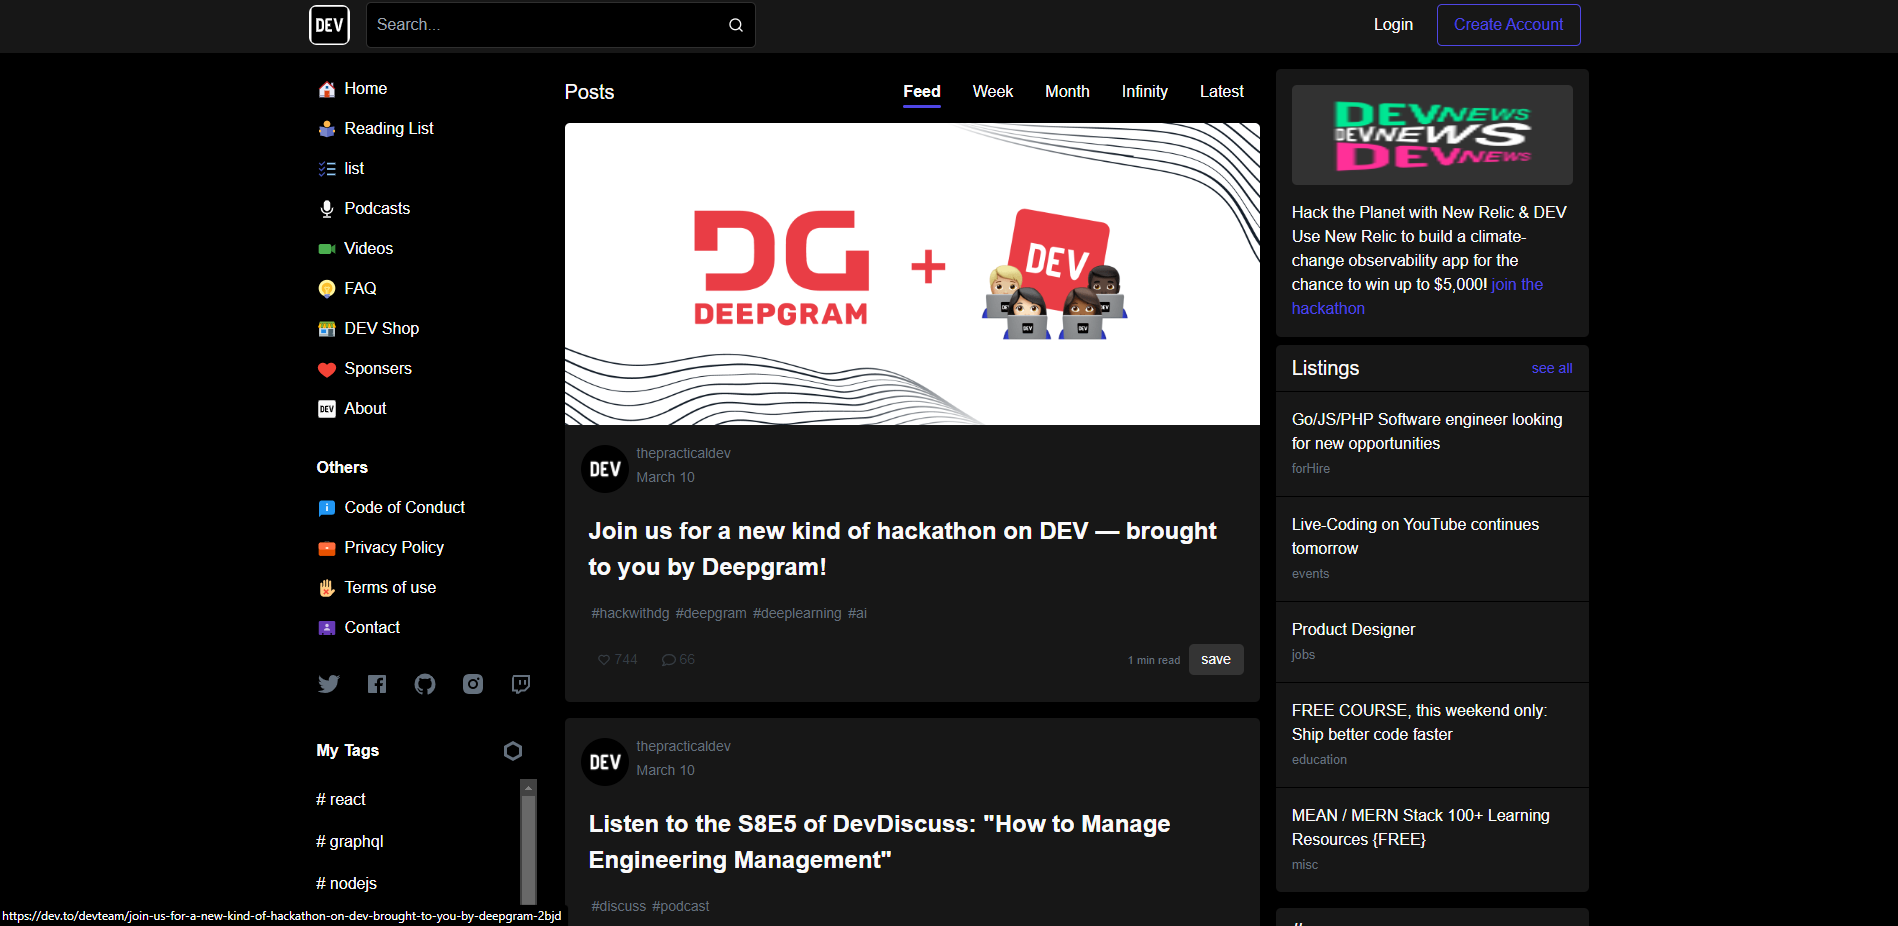 DEV
Search...
Login
Create Account
Home
Reading List
list
Podcasts
Videos
FAQ
DEV Shop
Sponsers
About
Others
Code of Conduct
Privacy Policy
Terms of use
Contact
My Tags
# react
# graphql
# nodejs
Posts
Feed
Week
Month
Infinity
Latest
DG
DEEPGRAM
+
DEV
DEV
DEV
DEV
DEV
DEV
thepracticaldev
March 10
Join us for a new kind of hackathon on DEV — brought
to you by Deepgram!
#hackwithdg #deepgram #deeplearning #ai
744
66
1 min read
save
DEV
thepracticaldev
March 10
Listen to the S8E5 of DevDiscuss: "How to Manage
Engineering Management"
#discuss #podcast
DEVNEWS
DEVNEWS
DEVNEWS
Hack the Planet with New Relic & DEV
Use New Relic to build a climate-
change observability app for the
chance to win up to $5,000! join the
hackathon
Listings
see all
Go/JS/PHP Software engineer looking
for new opportunities
forHire
Live-Coding on YouTube continues
tomorrow
events
Product Designer
jobs
FREE COURSE, this weekend only:
Ship better code faster
education
MEAN / MERN Stack 100+ Learning
Resources {FREE}
misc
https://dev.to/devteam/join-us-for-a-new-kind-of-hackathon-on-dev-brought-to-you-by-deepgram-2bjd